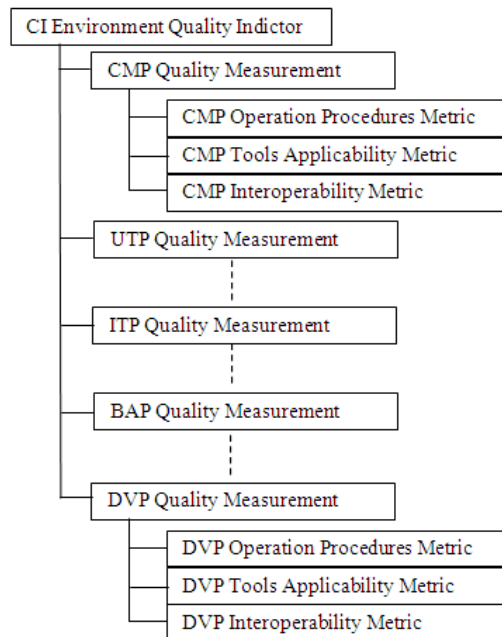 CI Environment Quality Indictor
CMP Quality Measurement
CMP Operation Procedures Metric
CMP Tools Applicability Metric
CMP Interoperability Metric
UTP Quality Measurement
ITP Quality Measurement
BAP Quality Measurement
DVP Quality Measurement
DVP Operation Procedures Metric
DVP Tools Applicability Metric
DVP Interoperability Metric